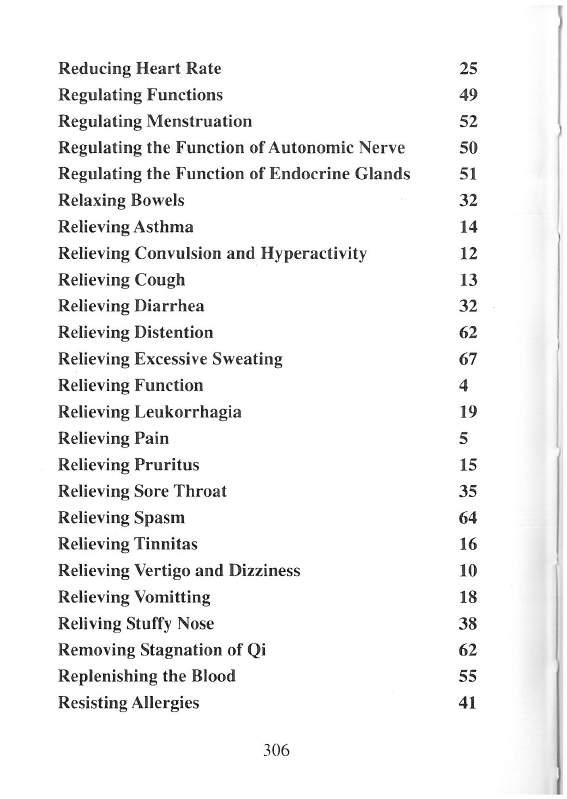 Reducing Heart Rate 25
Regulating Functions 49
Regulating Menstruation 52
Regulating the Function of Autonomic Nerve 50
Regulating the Function of Endocrine Glands 51
Relaxing Bowels 32
Relieving Asthma 14
Relieving Convulsion and Hyperactivity 12
Relieving Cough 13
Relieving Diarrhea 32
Relieving Distention 62
Relieving Excessive Sweating 67
Relieving Function 4
Relieving Leukorrhagia 19
Relieving Pain 5
Relieving Pruritus 15
Relieving Sore Throat 35
Relieving Spasm 64
Relieving Tinnitas 16
Relieving Vertigo and Dizziness 10
Relieving Vomitting 18
Reliving Stuffy Nose 38
Removing Stagnation of Qi 62
Replenishing the Blood 55
Resisting Allergies 41
306